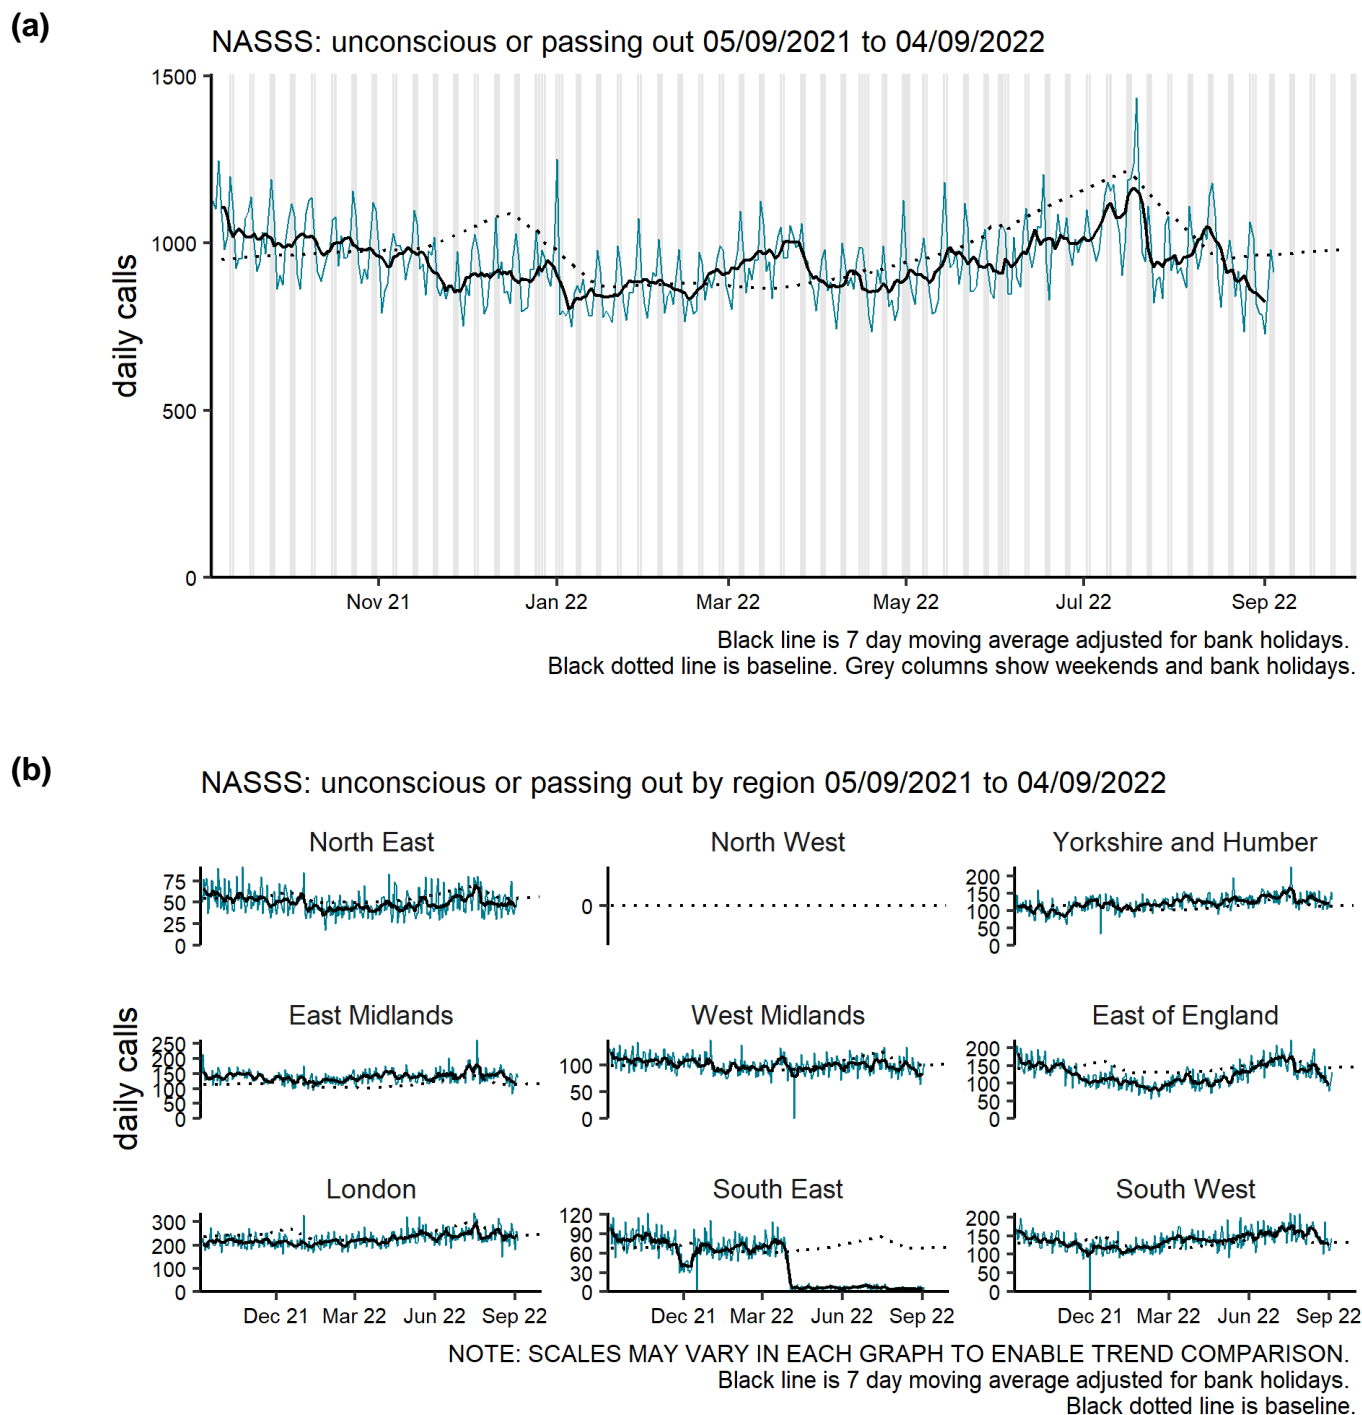 (a)
NASSS: unconscious or passing out 05/09/2021 to 04/09/2022
1500
1000
500
0
daily calls
Nov 21 Jan 22 Mar 22 May 22 Jul 22 Sep 22
Black line is 7 day moving average adjusted for bank holidays.
Black dotted line is baseline. Grey columns show weekends and bank holidays.
(b)
NASSS: unconscious or passing out by region 05/09/2021 to 04/09/2022
daily calls
North East
75
50
25
0
North West
0
Yorkshire and Humber
200
150
100
50
0
East Midlands
250
200
150
100
50
0
West Midlands
100
50
0
East of England
200
150
100
50
0
London
300
200
100
0
Dec 21 Mar 22 Jun 22 Sep 22
South East
120
90
60
30
0
Dec 21 Mar 22 Jun 22 Sep 22
South West
200
150
100
50
0
Dec 21 Mar 22 Jun 22 Sep 22
NOTE: SCALES MAY VARY IN EACH GRAPH TO ENABLE TREND COMPARISON.
Black line is 7 day moving average adjusted for bank holidays.
Black dotted line is baseline.